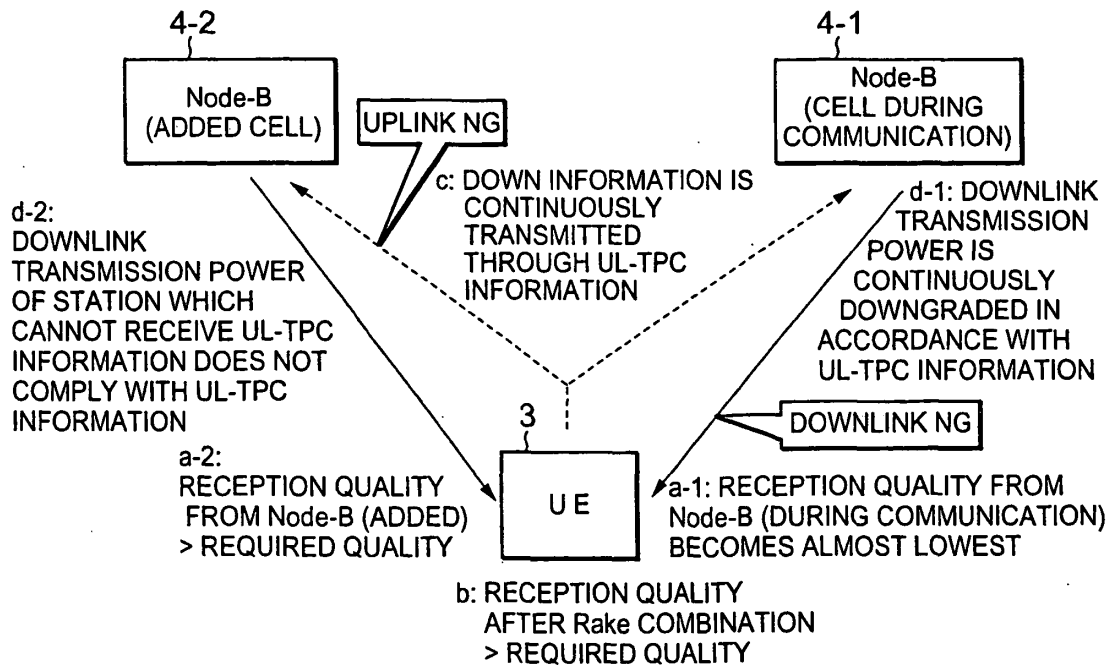 4-2
Node-B
(ADDED CELL)
UPLINK NG
4-1
Node-B
(CELL DURING
COMMUNICATION)
c: DOWN INFORMATION IS
CONTINUOUSLY
TRANSMITTED
THROUGH UL-TPC
INFORMATION
d-2:
DOWNLINK
TRANSMISSION POWER
OF STATION WHICH
CANNOT RECEIVE UL-TPC
INFORMATION DOES NOT
COMPLY WITH UL-TPC
INFORMATION
d-1: DOWNLINK
TRANSMISSION
POWER IS
CONTINUOUSLY
DOWNGRADED IN
ACCORDANCE WITH
UL-TPC INFORMATION
DOWNLINK NG
3
UE
a-2:
RECEPTION QUALITY
FROM Node-B (ADDED)
> REQUIRED QUALITY
a-1: RECEPTION QUALITY FROM
Node-B (DURING COMMUNICATION)
BECOMES ALMOST LOWEST
b: RECEPTION QUALITY
AFTER Rake COMBINATION
> REQUIRED QUALITY